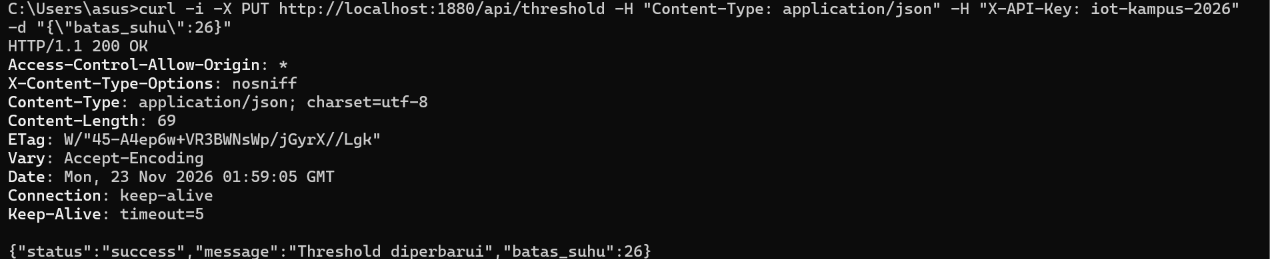 C:\Users\asus>curl -i -X PUT http://localhost:1880/api/threshold -H "Content-Type: application/json" -H "X-API-Key: iot-kampus-2026"
-d "{\"batas_suhu\":26}"
HTTP/1.1 200 OK
Access-Control-Allow-Origin: *
X-Content-Type-Options: nosniff
Content-Type: application/json; charset=utf-8
Content-Length: 69
ETag: W/"45-A4ep6w+VR3BWNsWp/jGyrX//Lgk"
Vary: Accept-Encoding
Date: Mon, 23 Nov 2026 01:59:05 GMT
Connection: keep-alive
Keep-Alive: timeout=5

{"status":"success","message":"Threshold diperbarui","batas_suhu":26}